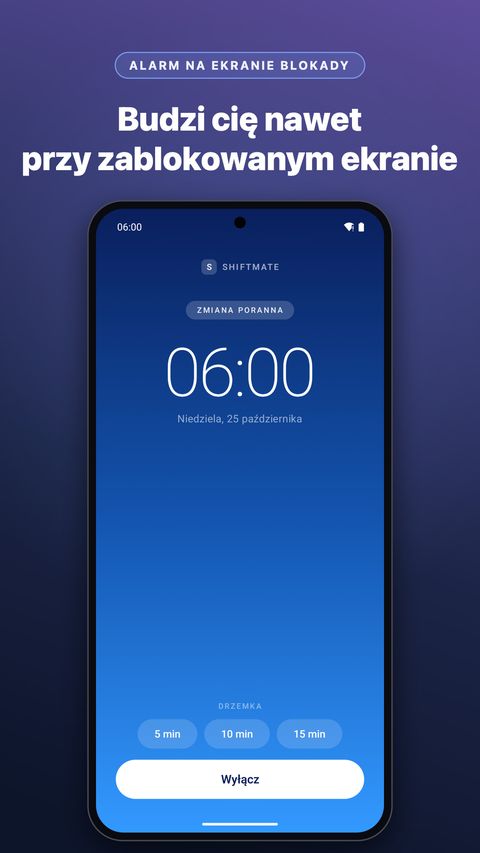 ALARM NA EKRANIE BLOKADY
Budzi cię nawet
przy zablokowanym ekranie
06:00
S SHIFTMATE
ZMIANA PORANNA
06:00
Niedziela, 25 października
DRZEMKA
5 min 10 min 15 min
Wyłącz